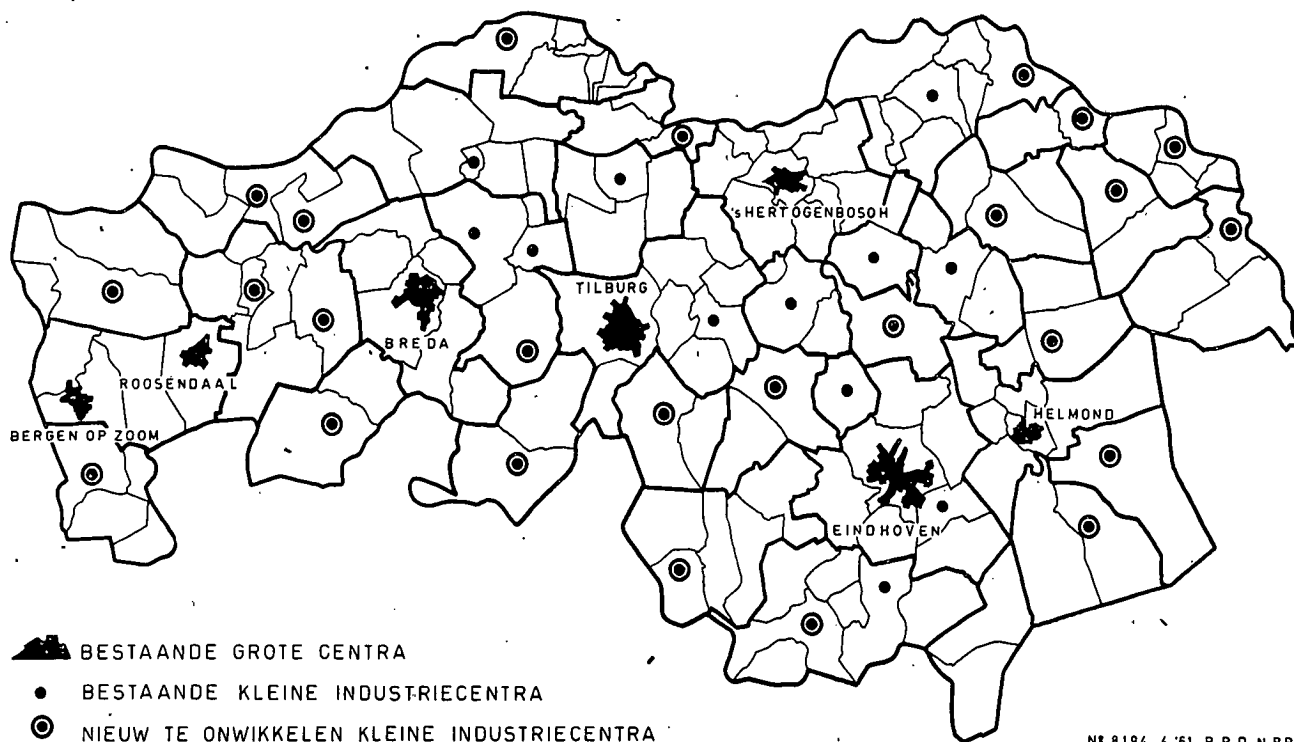 'sHERTOGENBOSCH
TILBURG
BREDA
ROOSENDAAL
HELMOND
BERGEN OP ZOOM
EINDHOVEN
BESTAANDE GROTE CENTRA
BESTAANDE KLEINE INDUSTRIECENTRA
NIEUW TE ONWIKKELEN KLEINE INDUSTRIECENTRA